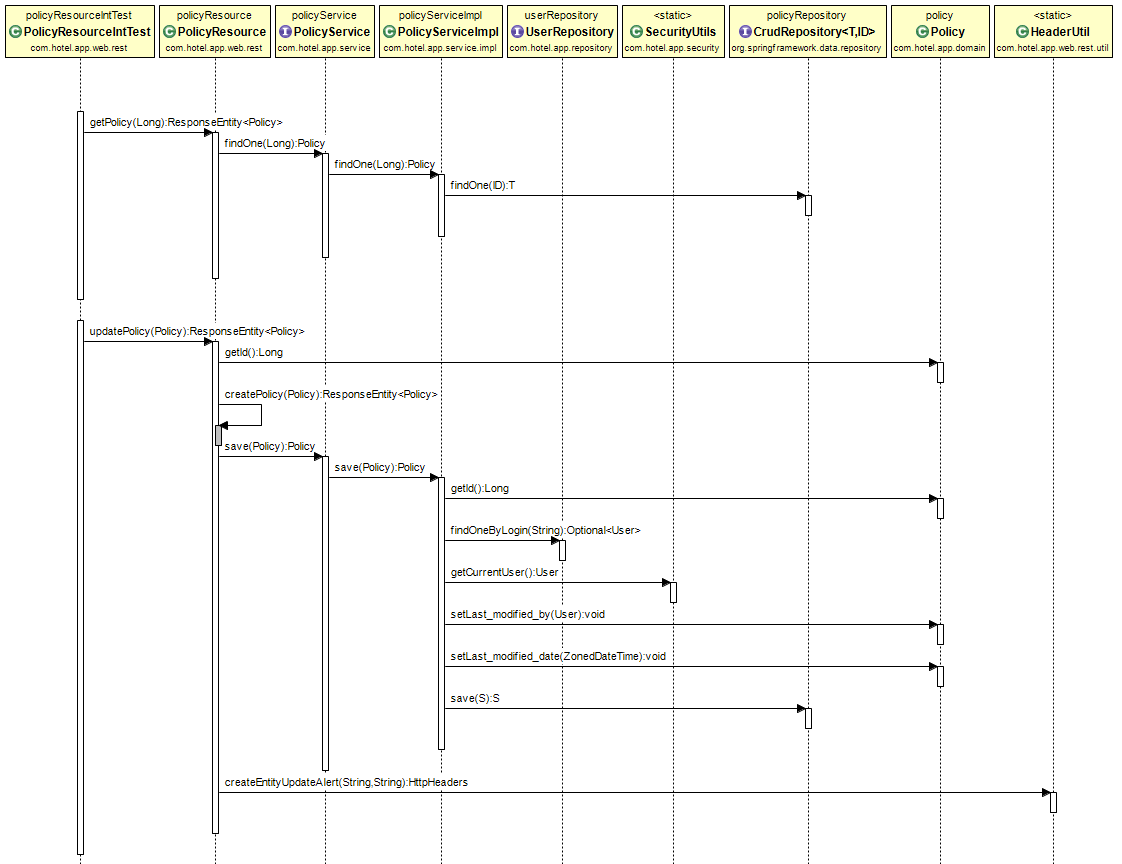 policyResourceIntTest
C PolicyResourceIntTest
com.hotel.app.web.rest
policyResource
C PolicyResource
com.hotel.app.web.rest
policyService
I PolicyService
com.hotel.app.service
policyServiceImpl
C PolicyServiceImpl
com.hotel.app.service.impl
userRepository
I UserRepository
com.hotel.app.repository
<static>
C SecurityUtils
com.hotel.app.security
policyRepository
I CrudRepository<T,ID>
org.springframework.data.repository
policy
C Policy
com.hotel.app.domain
<static>
C HeaderUtil
com.hotel.app.web.rest.util
getPolicy(Long):ResponseEntity<Policy>
findOne(Long):Policy
findOne(Long):Policy
findOne(ID):T
updatePolicy(Policy):ResponseEntity<Policy>
getId():Long
createPolicy(Policy):ResponseEntity<Policy>
save(Policy):Policy
save(Policy):Policy
getId():Long
findOneByLogin(String):Optional<User>
getCurrentUser():User
setLast_modified_by(User):void
setLast_modified_date(ZonedDateTime):void
save(S):S
createEntityUpdateAlert(String,String):HttpHeaders